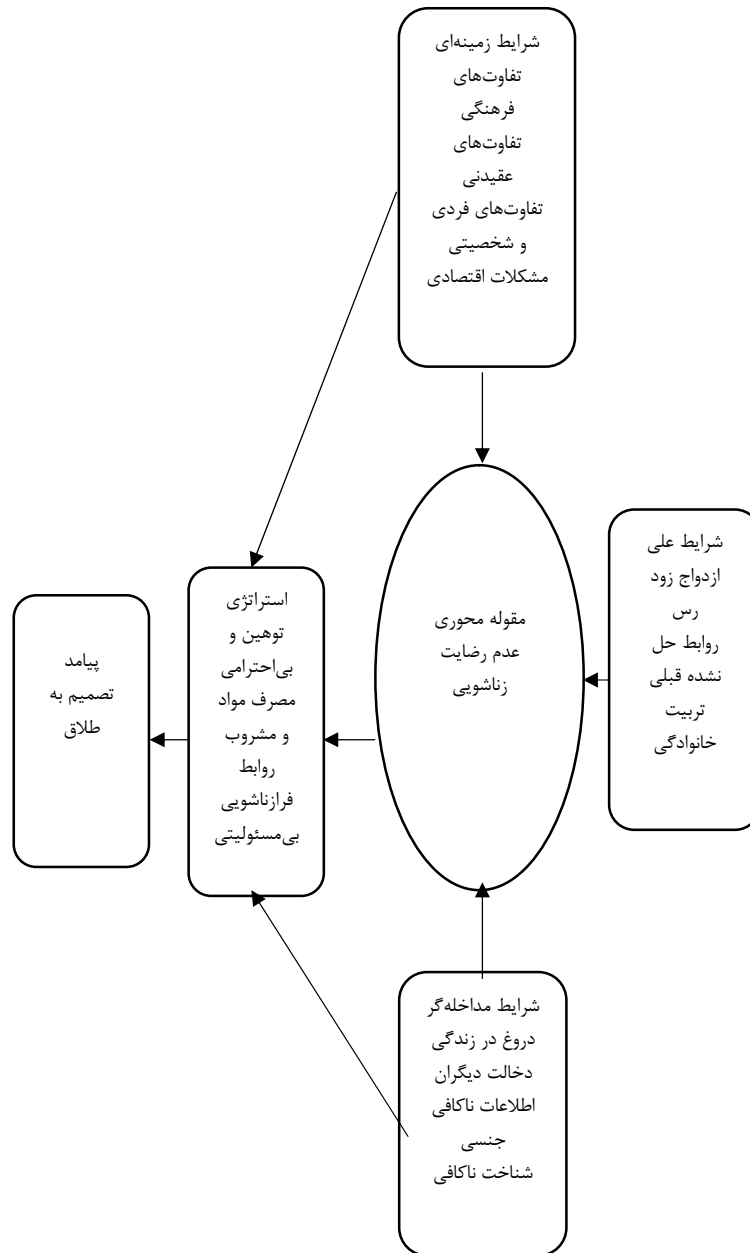 شرایط زمینه‌ای
تفاوت‌های
فرهنگی
تفاوت‌های
عقیدنی
تفاوت‌های فردی
و شخصیتی
مشکلات اقتصادی
شرایط علی
ازدواج زود
رس
روابط حل
نشده قبلی
تربیت
خانوادگی
مقوله محوری
عدم رضایت
زناشویی
استراتژی
توهین و
بی‌احترامی
مصرف مواد
و مشروب
روابط
فرازناشویی
بی‌مسئولیتی
پیامد
تصمیم به
طلاق
شرایط مداخله‌گر
دروغ در زندگی
دخالت دیگران
اطلاعات ناکافی
جنسی
شناخت ناکافی